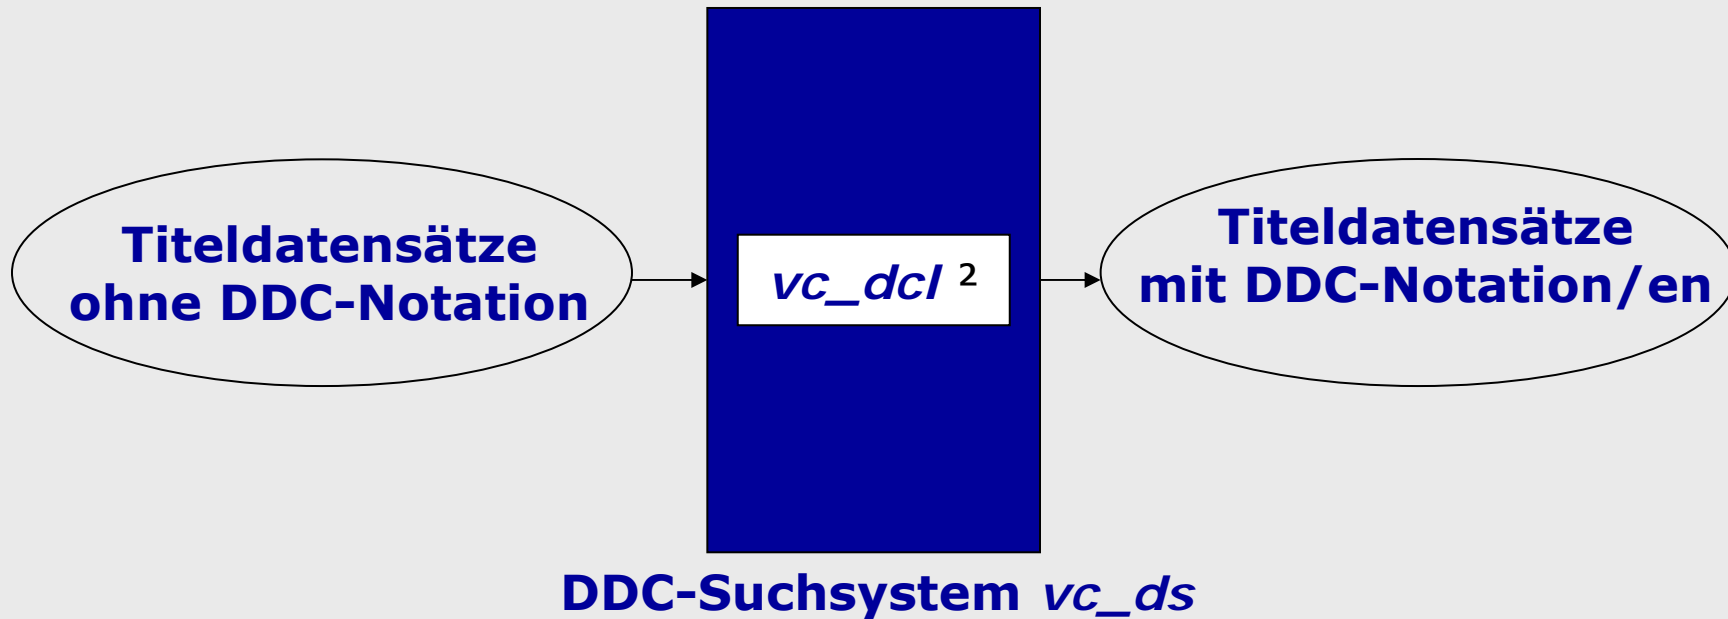 Titeldatensätze
ohne DDC-Notation
vc_dcl ²
Titeldatensätze
mit DDC-Notation/en
DDC-Suchsystem vc_ds